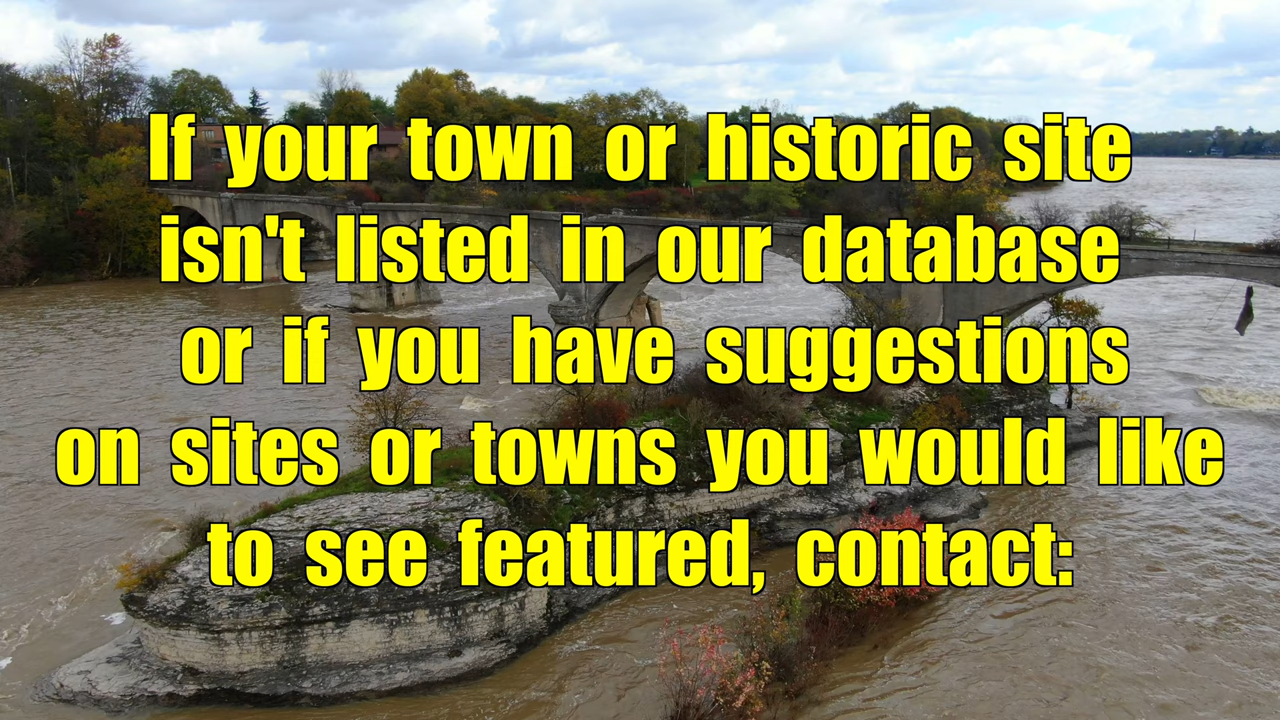 If your town or historic site
isn't listed in our database
or if you have suggestions
on sites or towns you would like
to see featured, contact: